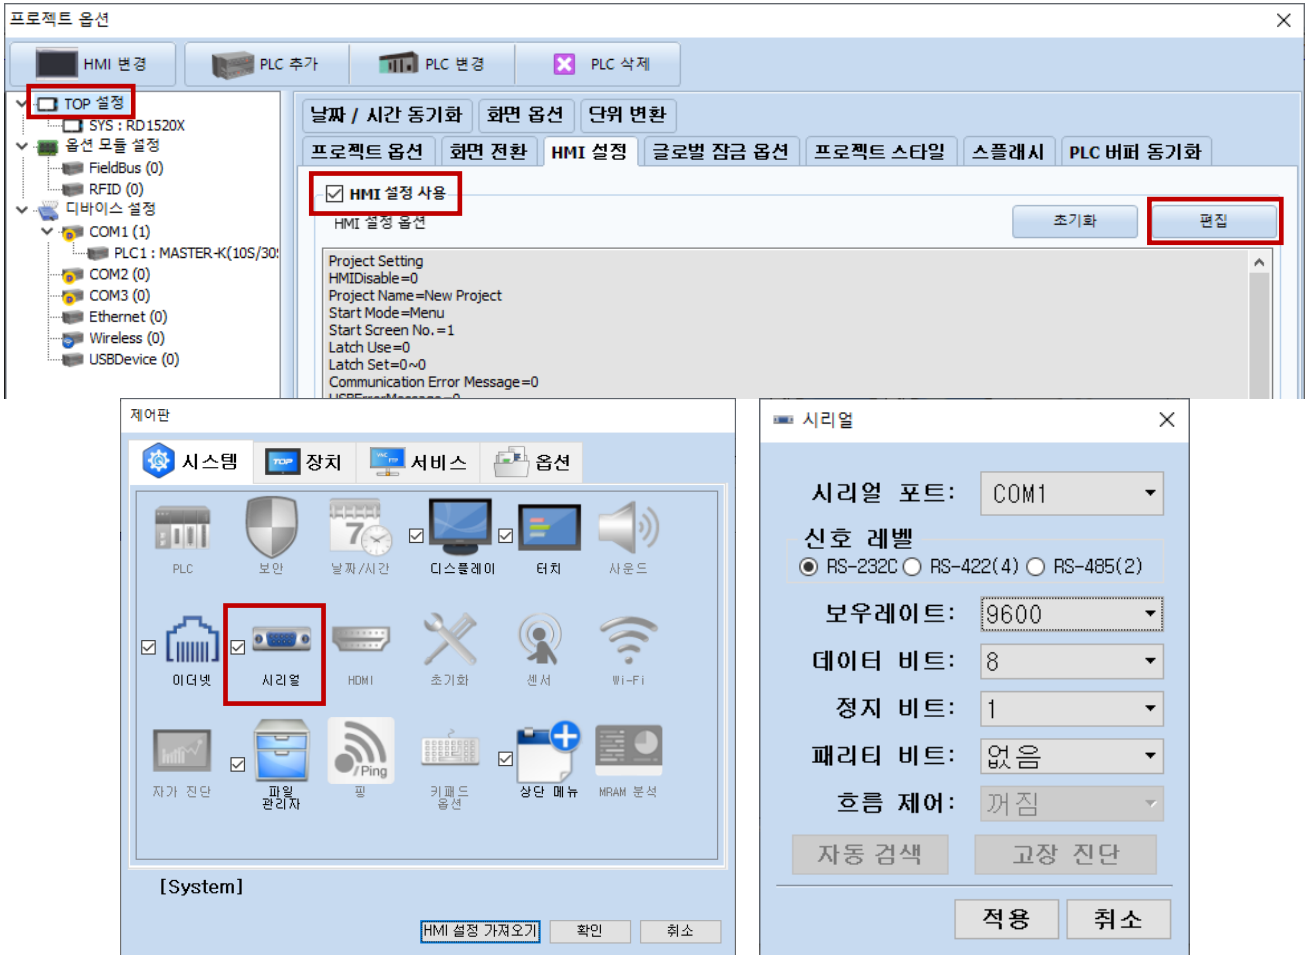 프로젝트 옵션
HMI 변경
PLC 추가
PLC 변경
PLC 삭제
TOP 설정
SYS : RD1520X
옵션 모듈 설정
FieldBus (0)
RFID (0)
디바이스 설정
COM1 (1)
PLC1 : MASTER-K(10S/30:
COM2 (0)
COM3 (0)
Ethernet (0)
Wireless (0)
USBDevice (0)
날짜 / 시간 동기화
화면 옵션
단위 변환
프로젝트 옵션
화면 전환
HMI 설정
글로벌 잠금 옵션
프로젝트 스타일
스플래시
PLC 버퍼 동기화
HMI 설정 사용
HMI 설정 옵션
초기화
편집
Project Setting
HMIDisable=0
Project Name=New Project
Start Mode=Menu
Start Screen No.=1
Latch Use=0
Latch Set=0~0
Communication Error Message=0
USBErrorMessage=0
제어판
시스템
TOP 장치
VNC FTP 서비스
옵션
PLC
보안
7
날짜/시간
디스플레이
터치
사운드
이더넷
시리얼
HDMI
초기화
센서
Wi-Fi
자가 진단
파일
관리자
/Ping
핑
키패드
옵션
상단 메뉴
MRAM 분석
[System]
HMI 설정 가져오기
확인
취소
시리얼
시리얼 포트: COM1
신호 레벨
RS-232C RS-422(4) RS-485(2)
보우레이트: 9600
데이터 비트: 8
정지 비트: 1
패리티 비트: 없음
흐름 제어: 꺼짐
자동 검색
고장 진단
적용
취소